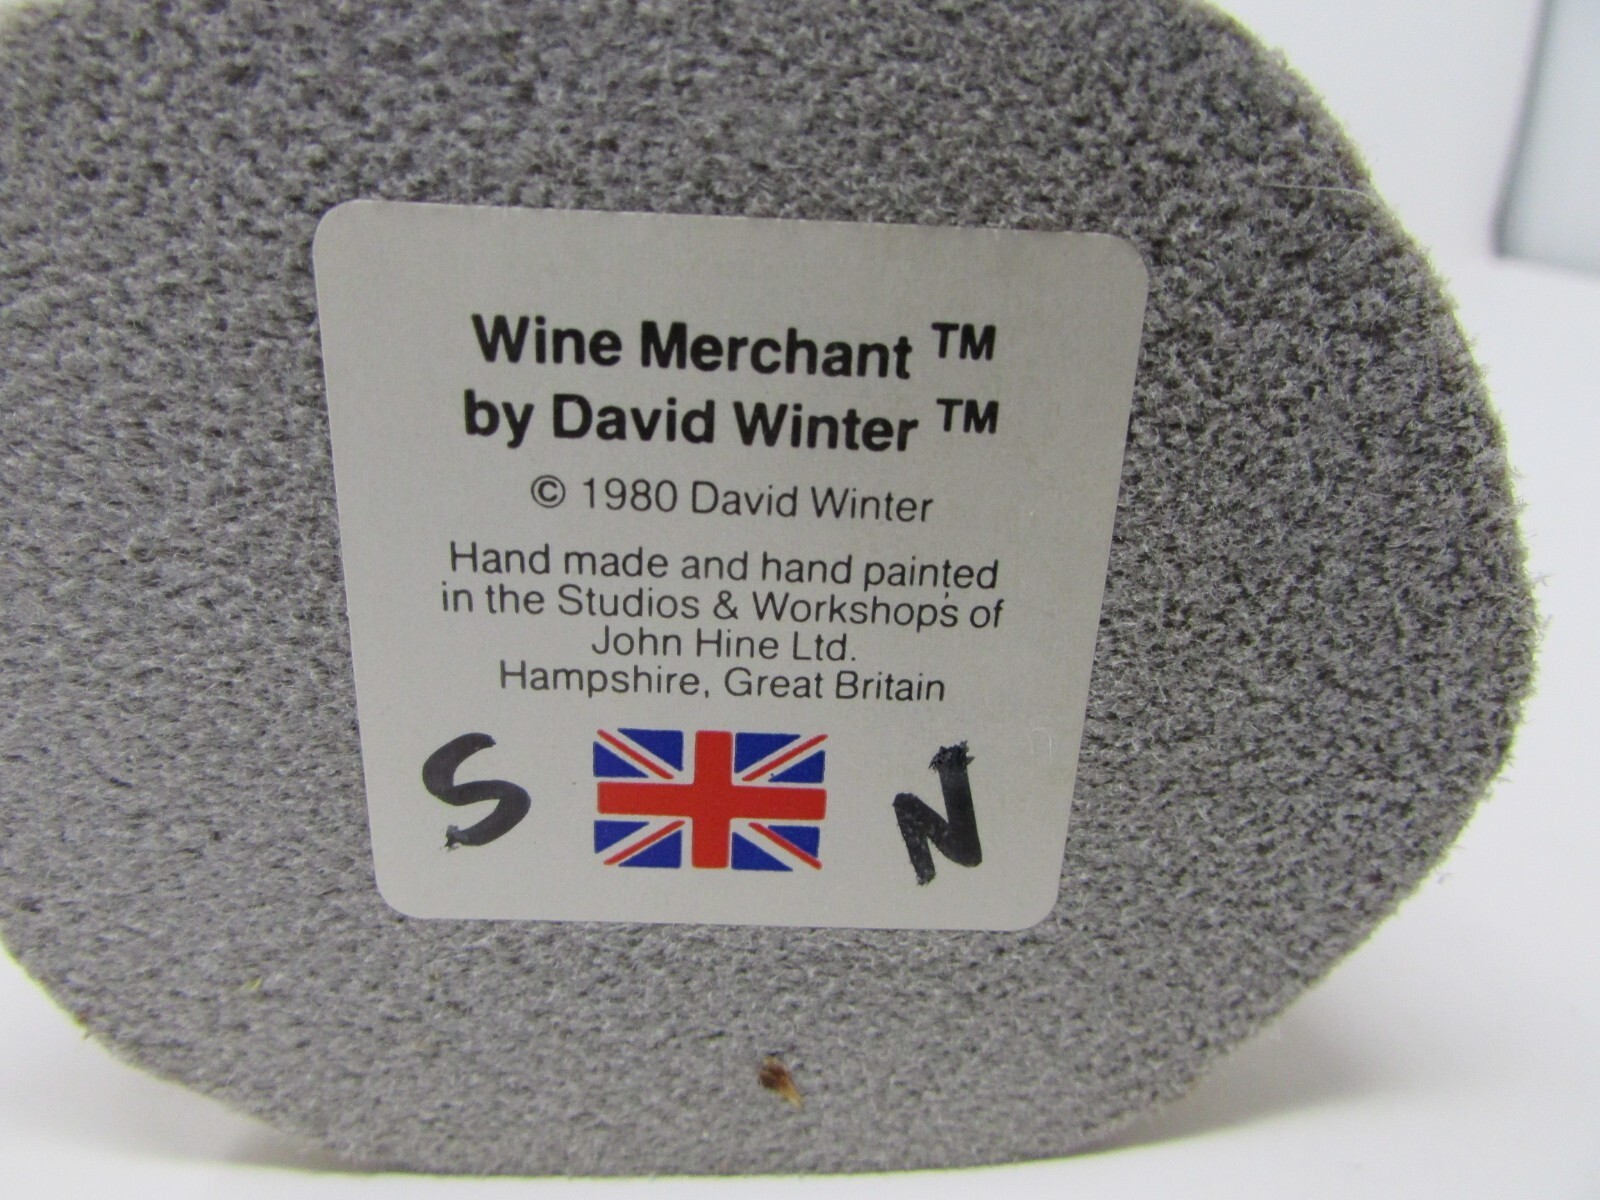 Wine Merchant ™
by David Winter ™
© 1980 David Winter
Hand made and hand painted
in the Studios & Workshops of
John Hine Ltd.
Hampshire, Great Britain
S N